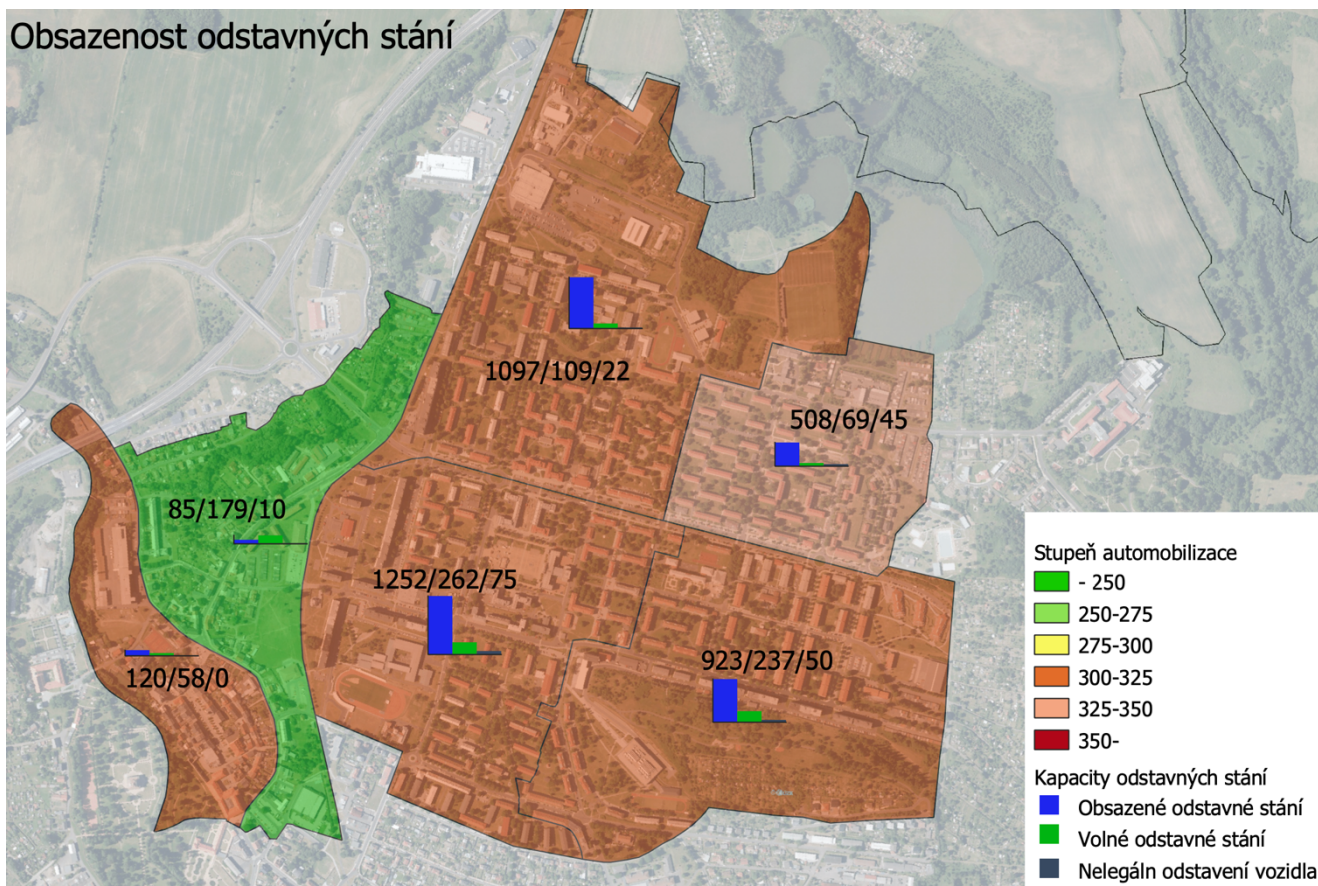 Obsazenost odstavných stání
1097/109/22
508/69/45
85/179/10
1252/262/75
923/237/50
120/58/0
Stupeň automobilizace
- 250
250-275
275-300
300-325
325-350
350-
Kapacity odstavných stání
Obsazené odstavné stání
Volné odstavné stání
Nelegáln odstavení vozidla